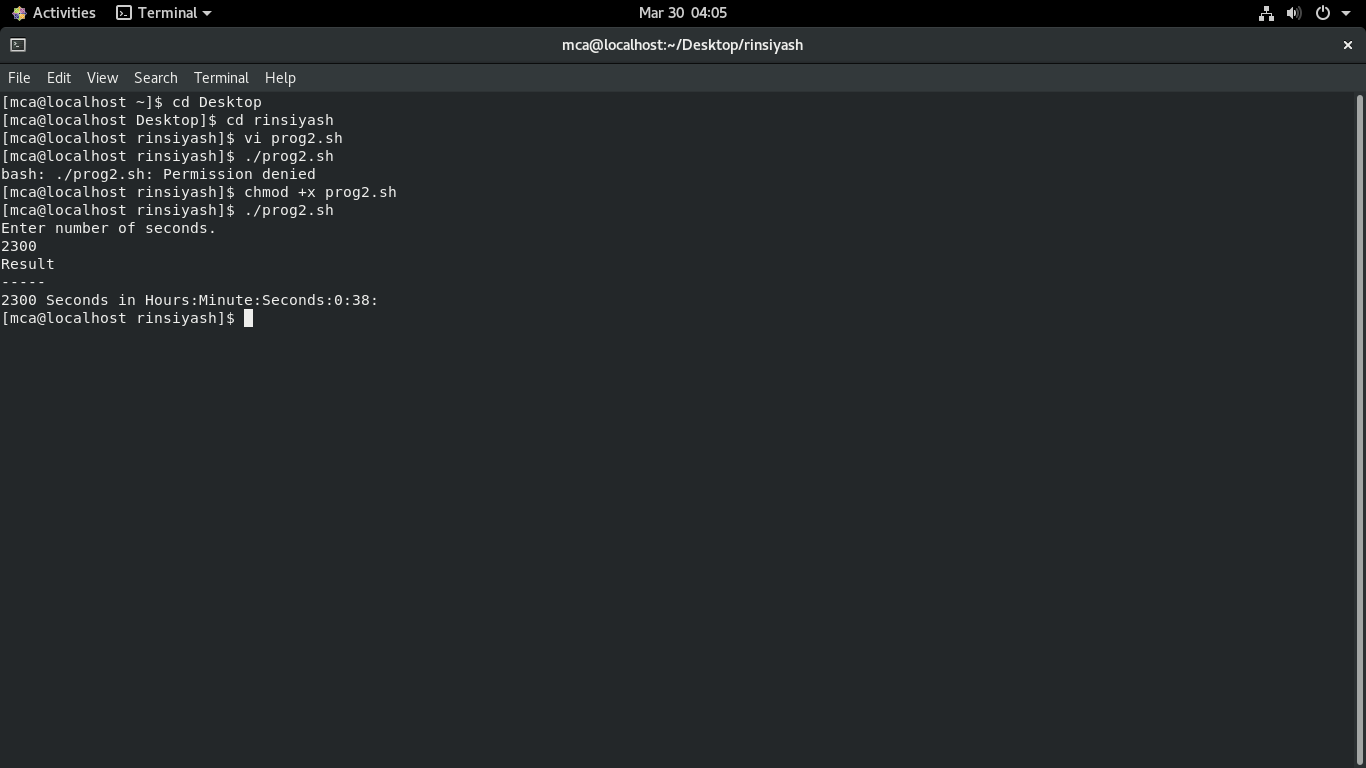 Activities Terminal Mar 30 04:05
mca@localhost:~/Desktop/rinsiyash
File Edit View Search Terminal Help
[mca@localhost ~]$ cd Desktop
[mca@localhost Desktop]$ cd rinsiyash
[mca@localhost rinsiyash]$ vi prog2.sh
[mca@localhost rinsiyash]$ ./prog2.sh
bash: ./prog2.sh: Permission denied
[mca@localhost rinsiyash]$ chmod +x prog2.sh
[mca@localhost rinsiyash]$ ./prog2.sh
Enter number of seconds.
2300
Result
-----
2300 Seconds in Hours:Minute:Seconds:0:38:
[mca@localhost rinsiyash]$